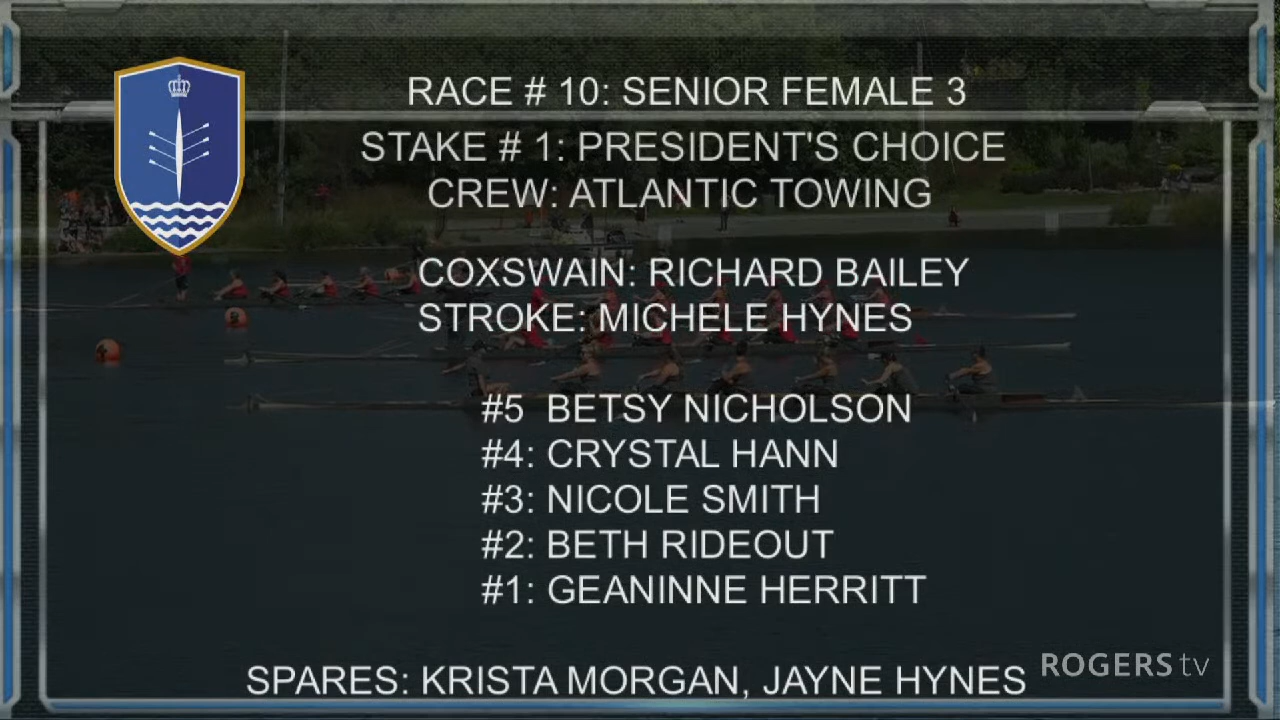 RACE # 10: SENIOR FEMALE 3
STAKE # 1: PRESIDENT'S CHOICE
CREW: ATLANTIC TOWING
COXSWAIN: RICHARD BAILEY
STROKE: MICHELE HYNES
#5 BETSY NICHOLSON
#4: CRYSTAL HANN
#3: NICOLE SMITH
#2: BETH RIDEOUT
#1: GEANINNE HERRITT
SPARES: KRISTA MORGAN, JAYNE HYNES
ROGERS tv